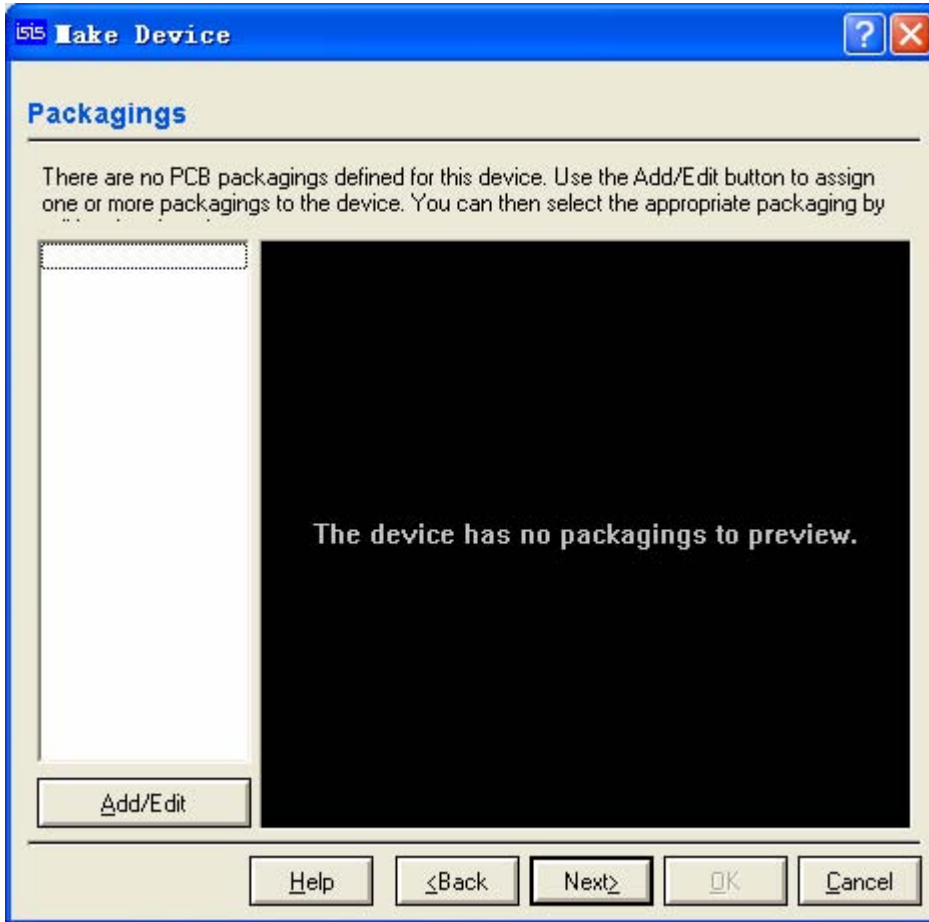 isis Make Device
Packagings
There are no PCB packagings defined for this device. Use the Add/Edit button to assign
one or more packagings to the device. You can then select the appropriate packaging by
The device has no packagings to preview.
Add/Edit
Help <Back Next> OK Cancel